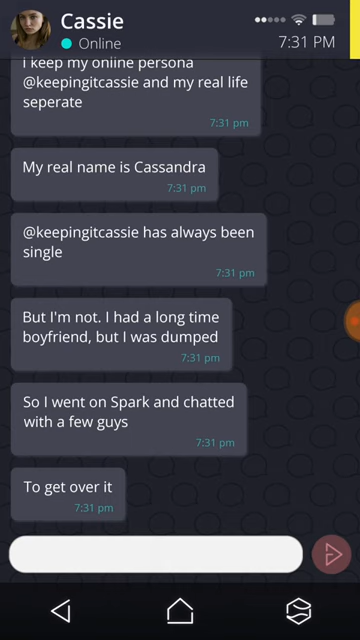 Cassie
Online
7:31 PM
I keep my online persona
@keepingitcassie and my real life
seperate
7:31 pm
My real name is Cassandra
7:31 pm
@keepingitcassie has always been
single
7:31 pm
But I'm not. I had a long time
boyfriend, but I was dumped
7:31 pm
So I went on Spark and chatted
with a few guys
7:31 pm
To get over it
7:31 pm